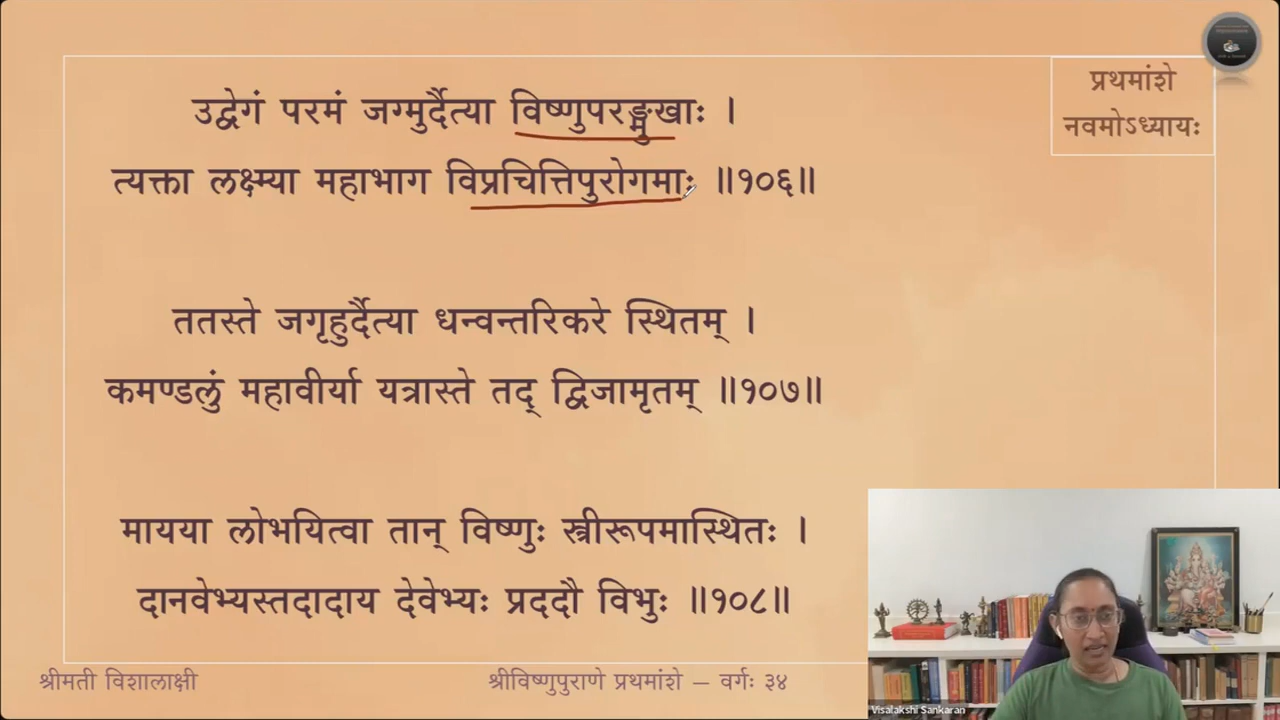 प्रथमांशे
नवमोऽध्यायः
उद्वेगं परमं जग्मुर्दैत्या विष्णुपरङ्मुखाः ।
त्यक्ता लक्ष्म्या महाभाग विप्रचित्तिपुरोगमाः ॥१०६॥
ततस्ते जगृहुर्दैत्या धन्वन्तरिकरे स्थितम् ।
कमण्डलुं महावीर्या यत्रास्ते तद् द्विजामृतम् ॥१०७॥
मायया लोभयित्वा तान् विष्णुः स्त्रीरूपमास्थितः ।
दानवेभ्यस्तदादाय देवेभ्यः प्रददौ विभुः ॥१०८॥
श्रीमती विशालाक्षी
श्रीविष्णुपुराणे प्रथमांशे – वर्गः ३४
Visalakshi Sankaran